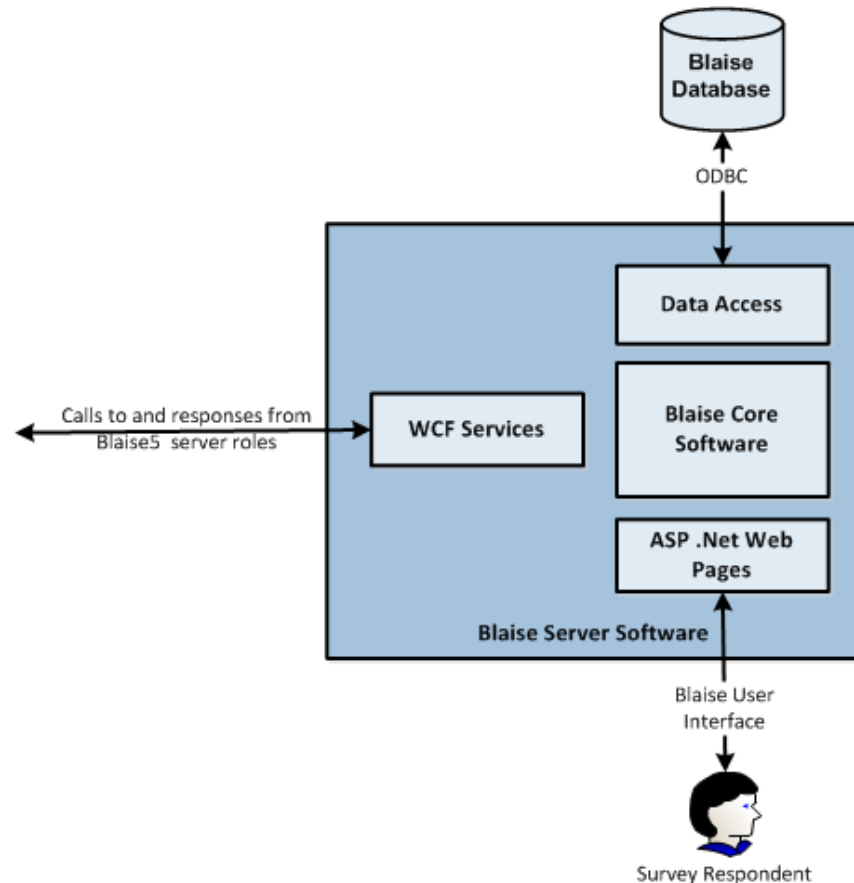 Blaise
Database
ODBC
Data Access
Calls to and responses from
Blaise5 server roles
WCF Services
Blaise Core
Software
ASP .Net Web
Pages
Blaise Server Software
Blaise User
Interface
Survey Respondent